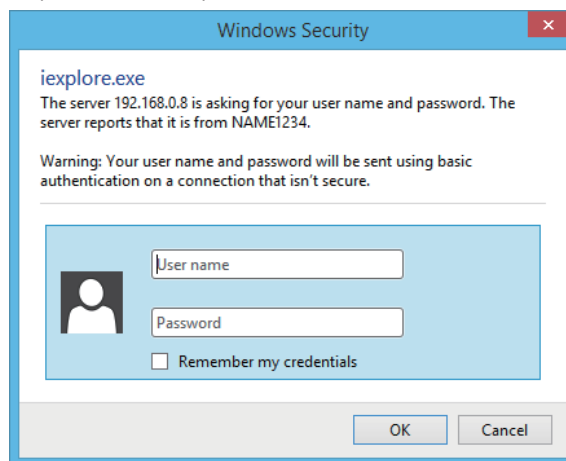 Windows Security
iexplore.exe
The server 192.168.0.8 is asking for your user name and password. The
server reports that it is from NAME1234.
Warning: Your user name and password will be sent using basic
authentication on a connection that isn't secure.
User name
Password
Remember my credentials
OK Cancel